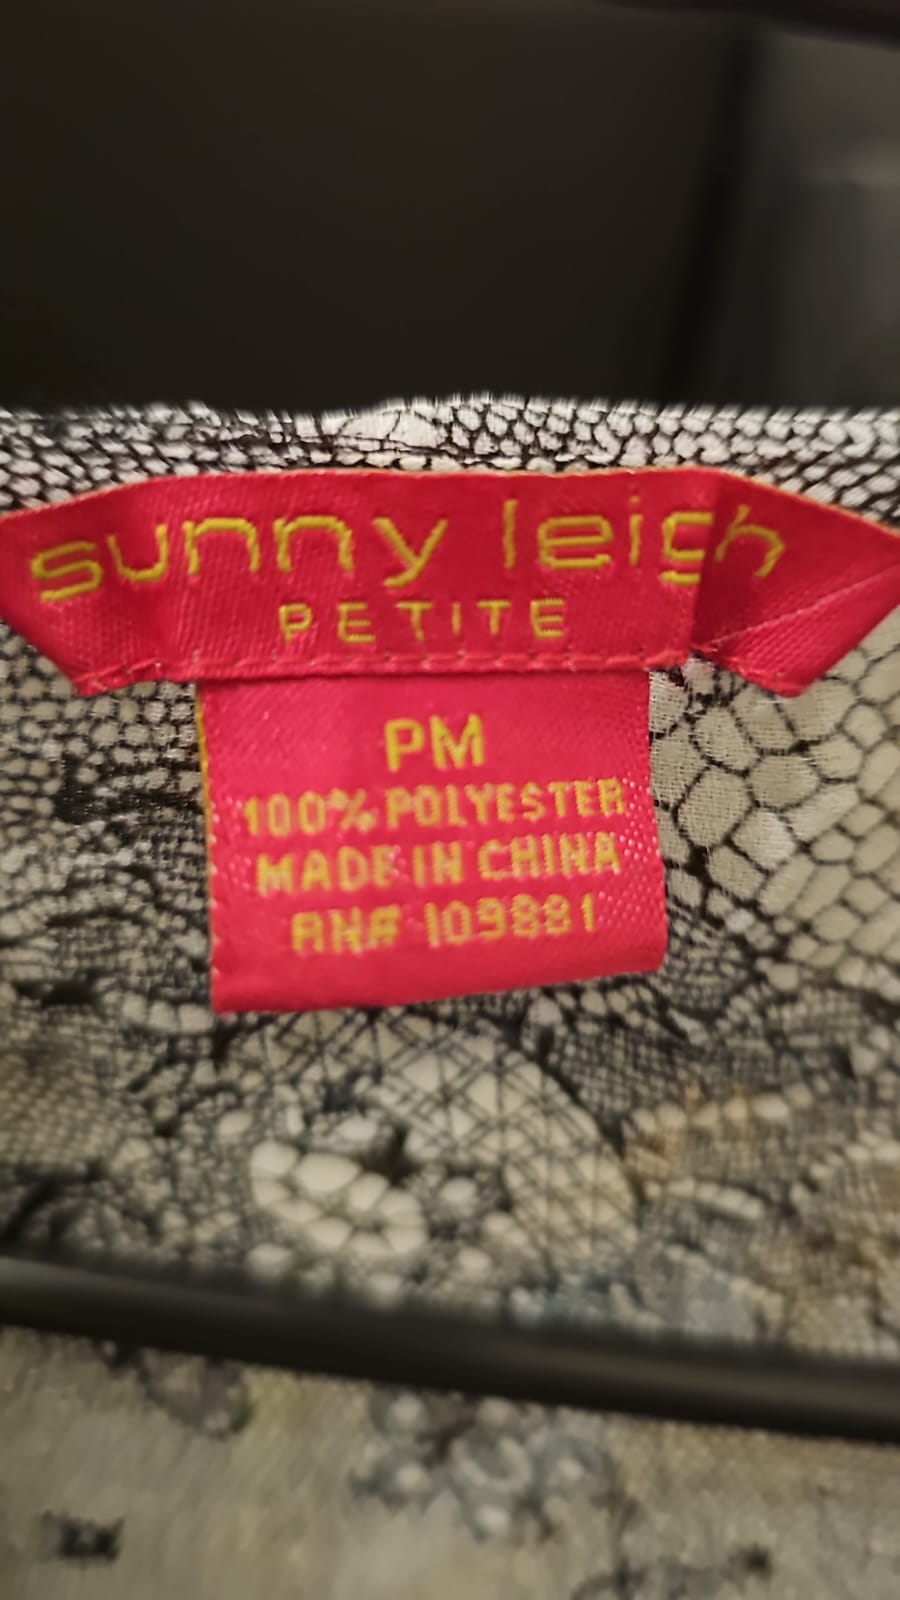 sunny leigh
PETITE
PM
100% POLYESTER
MADE IN CHINA
RN# 109881